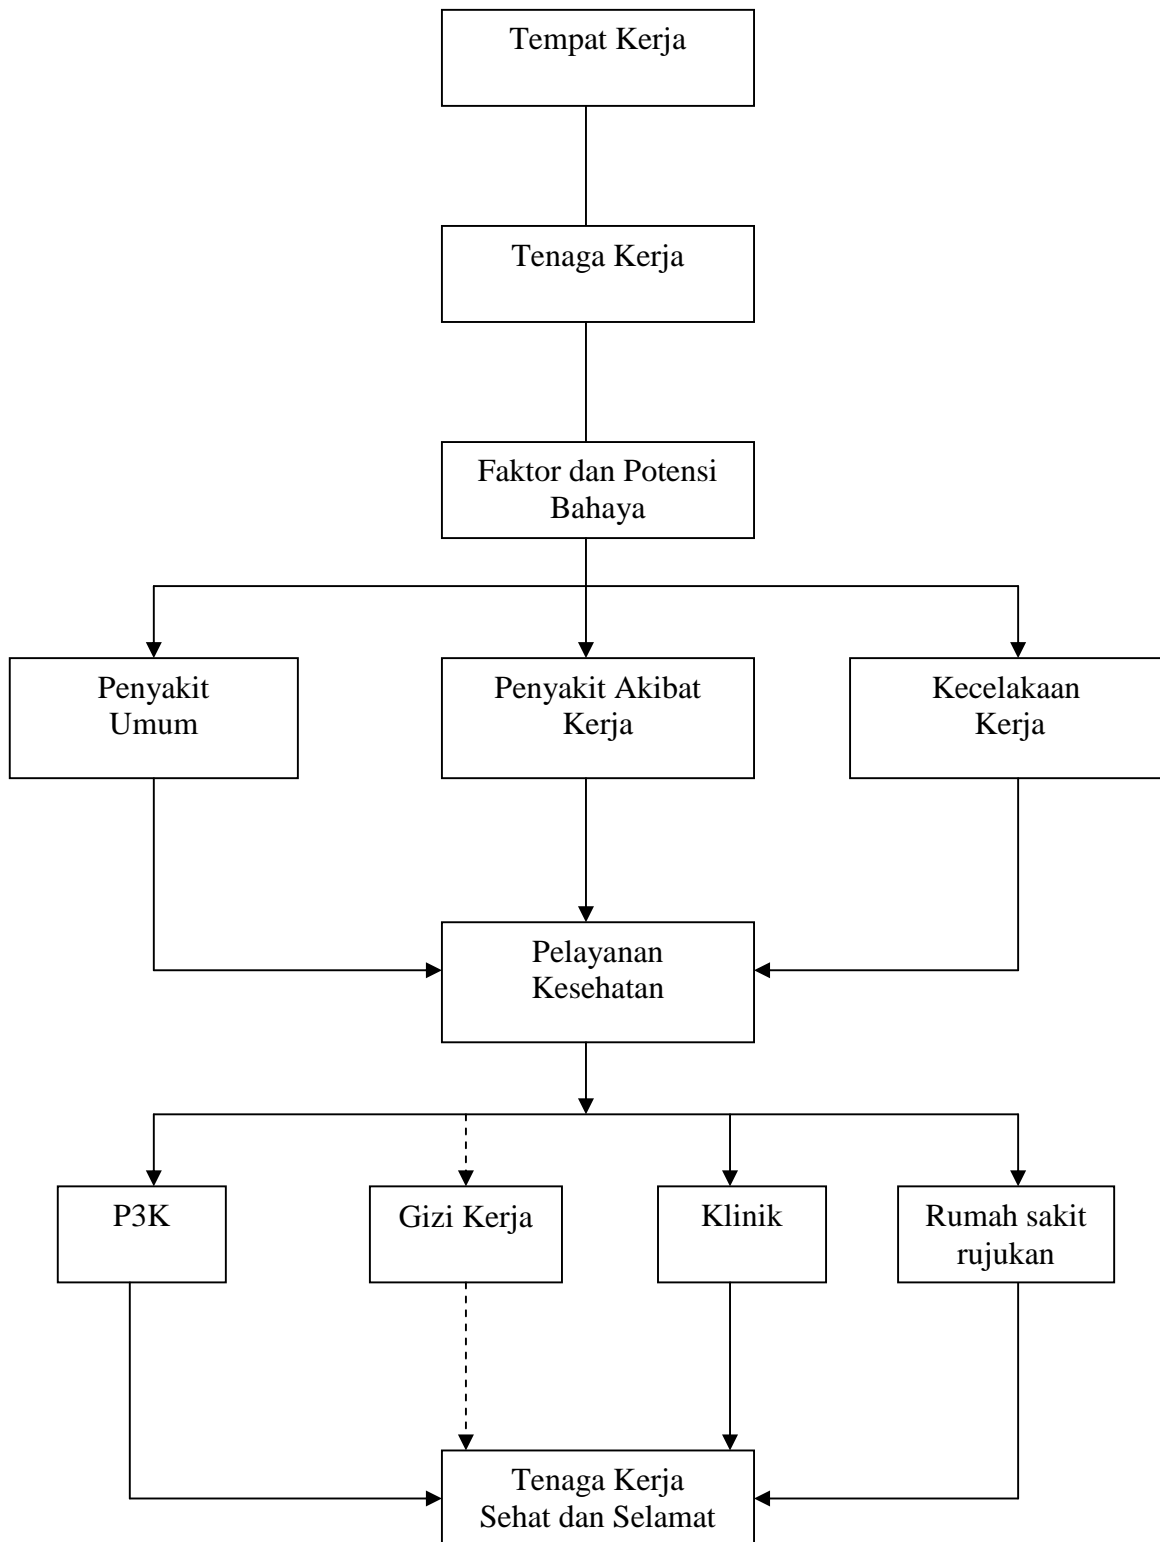 Tempat Kerja
Tenaga Kerja
Faktor dan Potensi
Bahaya
Penyakit
Umum
Penyakit Akibat
Kerja
Kecelakaan
Kerja
Pelayanan
Kesehatan
P3K
Gizi Kerja
Klinik
Rumah sakit
rujukan
Tenaga Kerja
Sehat dan Selamat